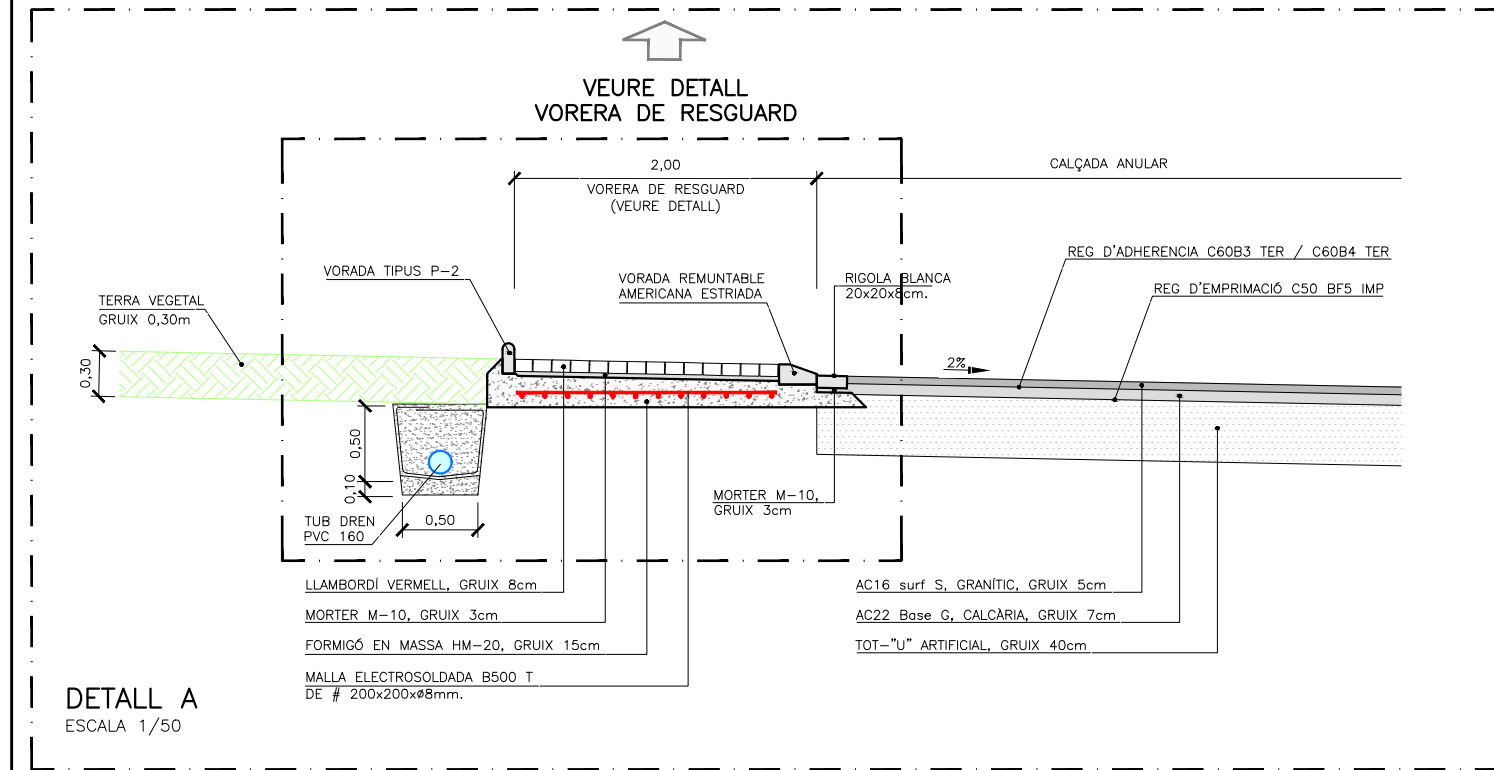 VEURE DETALL
VORERA DE RESGUARD
2,00
CALÇADA ANULAR
VORERA DE RESGUARD
(VEURE DETALL)
REG D'ADHERENCIA C60B3 TER / C60B4 TER
VORADA TIPUS P-2
VORADA REMUNTABLE
AMERICANA ESTRIADA
RIGOLA BLANCA
20x20x8cm.
REG D'EMPRIMACIÓ C50 BF5 IMP
TERRA VEGETAL
GRUIX 0,30m
0,30
2%
0,50
0,10
0,50
MORTER M-10,
GRUIX 3cm
TUB DREN
PVC 160
LLAMBORDÍ VERMELL, GRUIX 8cm
MORTER M-10, GRUIX 3cm
FORMIGÓ EN MASSA HM-20, GRUIX 15cm
MALLA ELECTROSOLDADA B500 T
DE # 200x200xø8mm.
AC16 surf S, GRANÍTIC, GRUIX 5cm
AC22 Base G, CALCÀRIA, GRUIX 7cm
TOT-"U" ARTIFICIAL, GRUIX 40cm
DETALL A
ESCALA 1/50